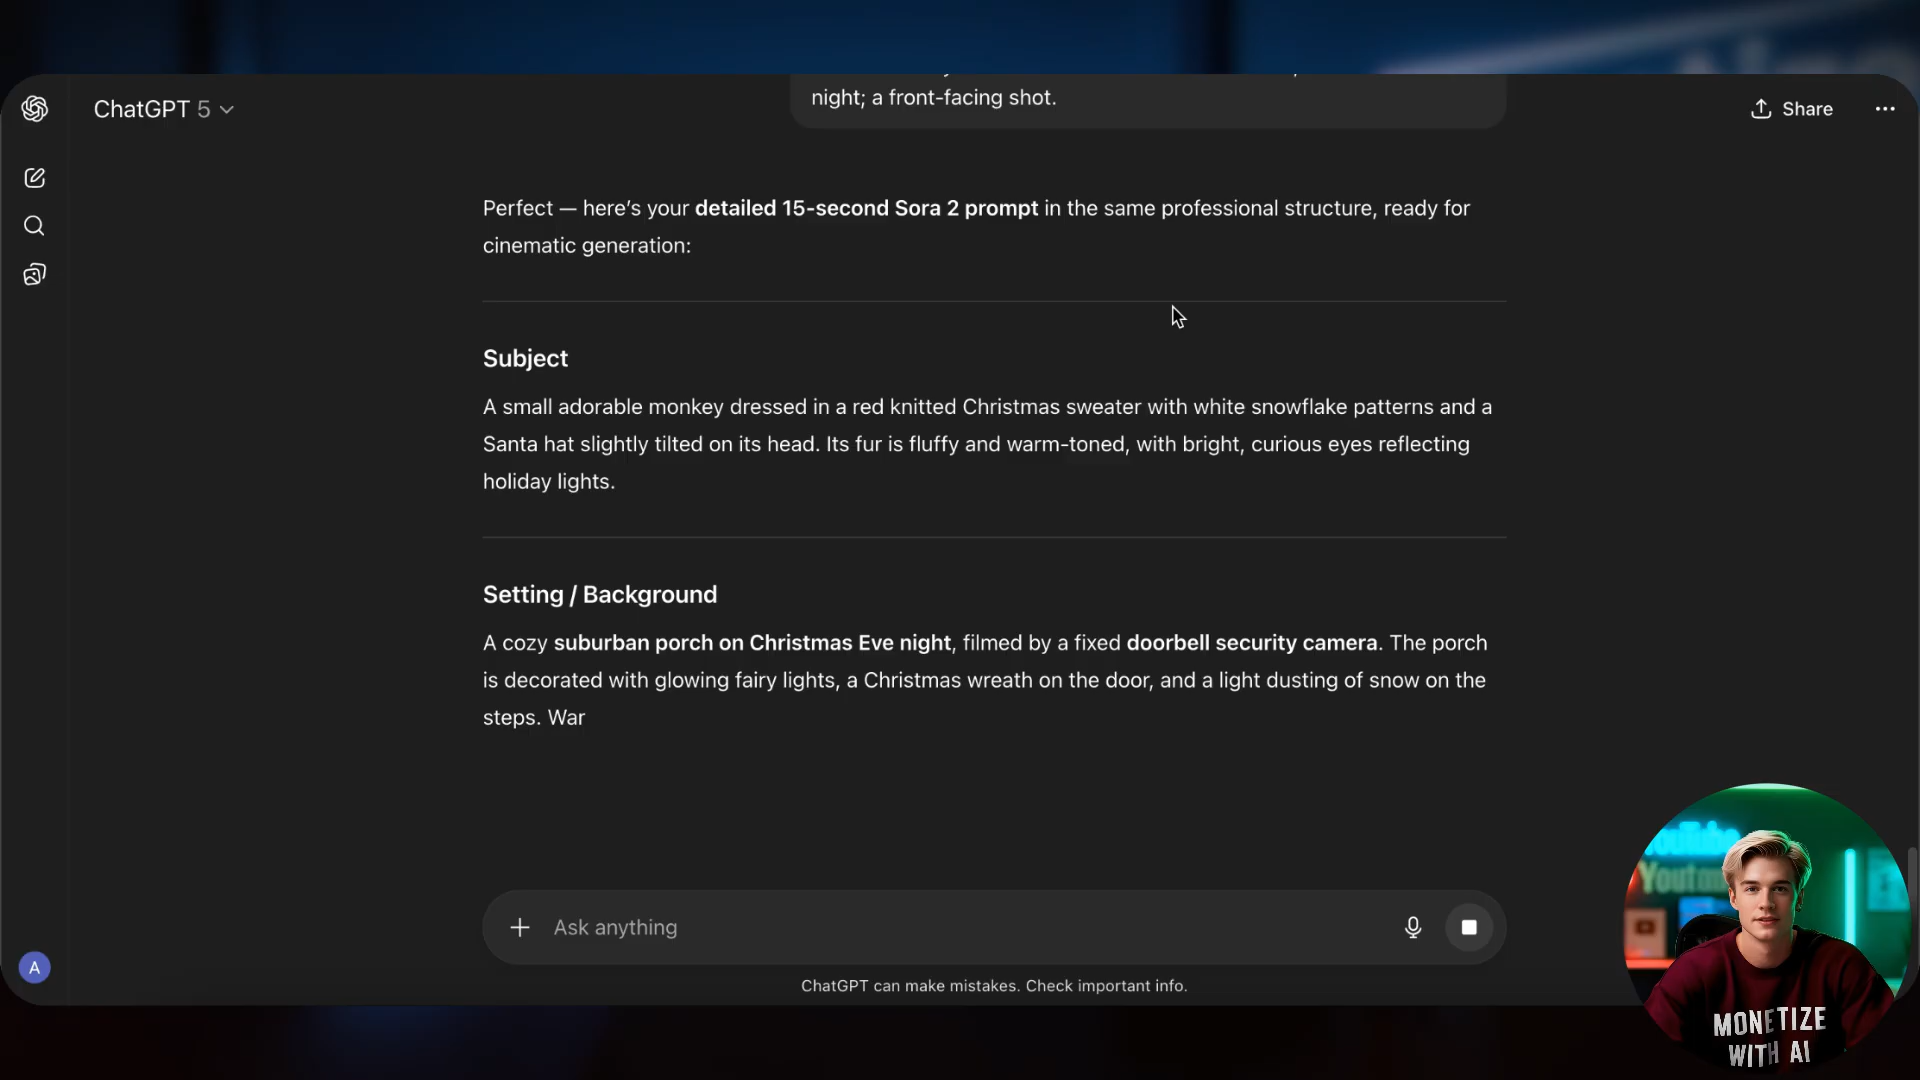 ChatGPT 5
night; a front-facing shot.
Share
Perfect — here's your detailed 15-second Sora 2 prompt in the same professional structure, ready for
cinematic generation:
Subject
A small adorable monkey dressed in a red knitted Christmas sweater with white snowflake patterns and a
Santa hat slightly tilted on its head. Its fur is fluffy and warm-toned, with bright, curious eyes reflecting
holiday lights.
Setting / Background
A cozy suburban porch on Christmas Eve night, filmed by a fixed doorbell security camera. The porch
is decorated with glowing fairy lights, a Christmas wreath on the door, and a light dusting of snow on the
steps. War
Ask anything
A
ChatGPT can make mistakes. Check important info.
MONETIZE
WITH AI